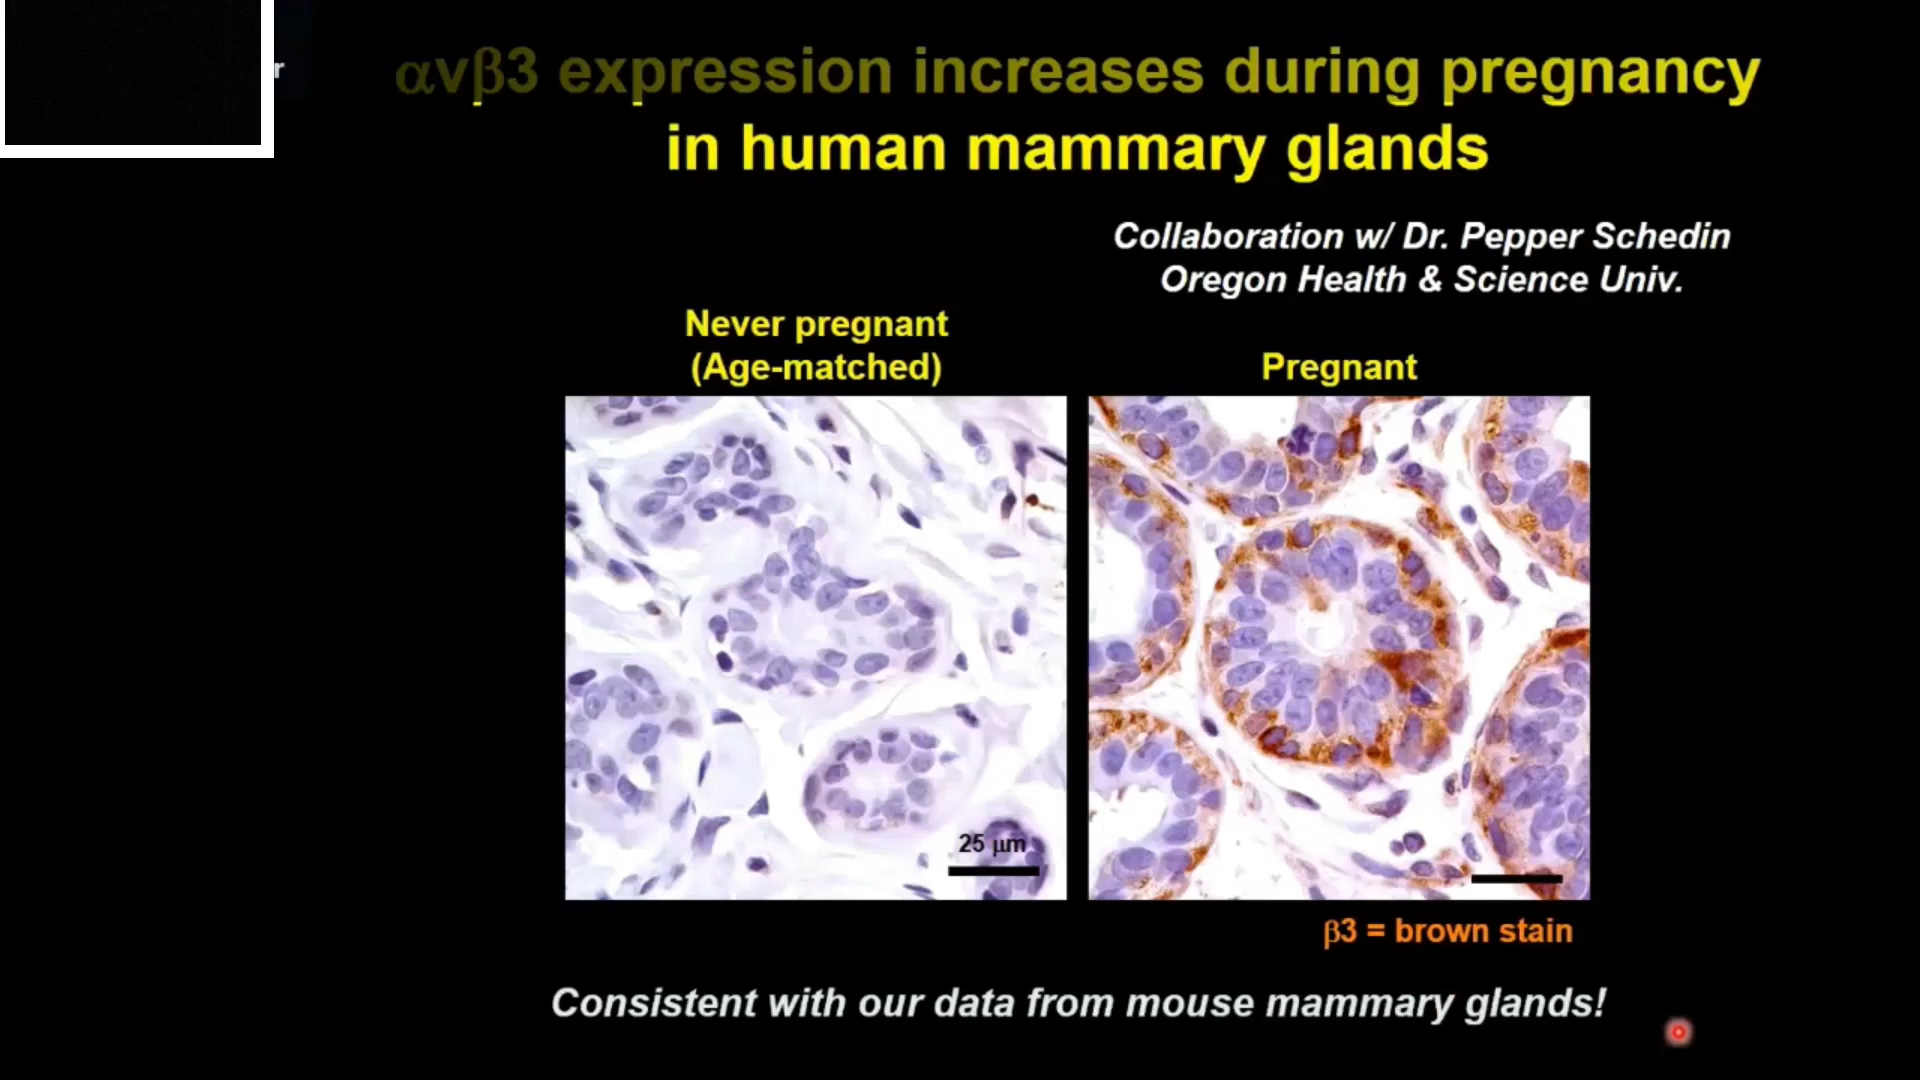 αvβ3 expression increases during pregnancy
in human mammary glands
Collaboration w/ Dr. Pepper Schedin
Oregon Health & Science Univ.
Never pregnant
(Age-matched)
Pregnant
25 μm
β3 = brown stain
Consistent with our data from mouse mammary glands!